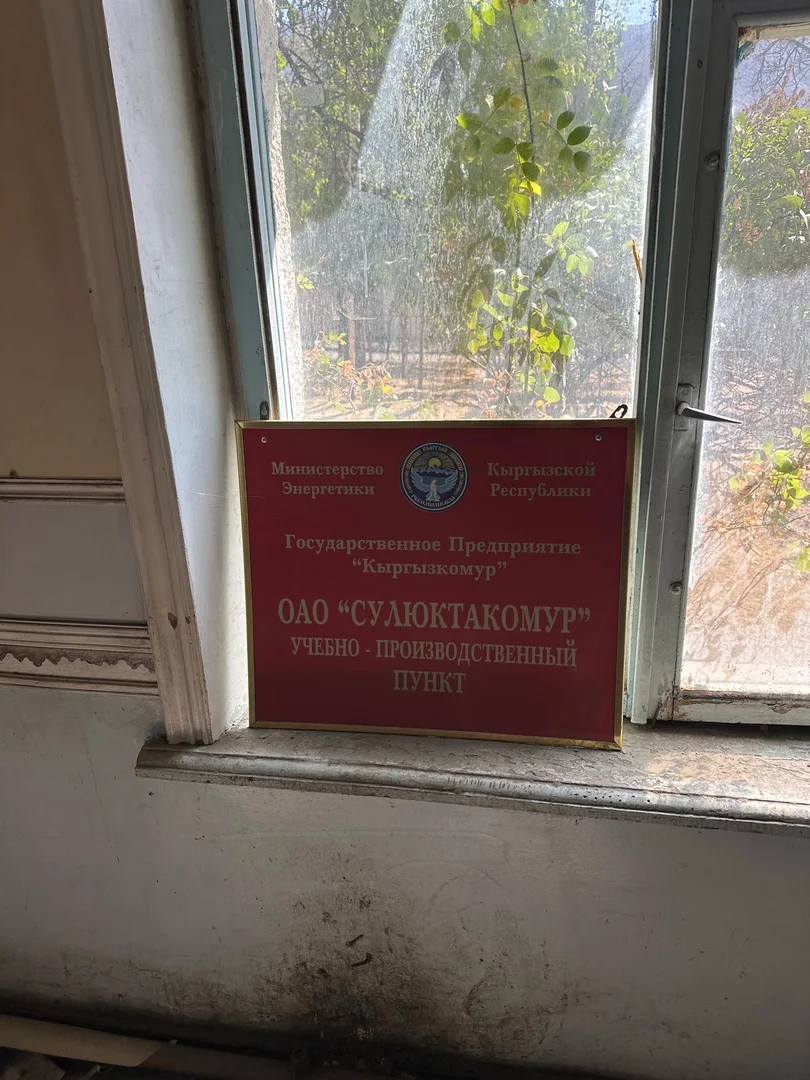 Министерство Энергетики
Кыргызской Республики
Государственное Предприятие
“Кыргызкомур”
ОАО “СУЛЮКТАКОМУР”
УЧЕБНО - ПРОИЗВОДСТВЕННЫЙ
ПУНКТ